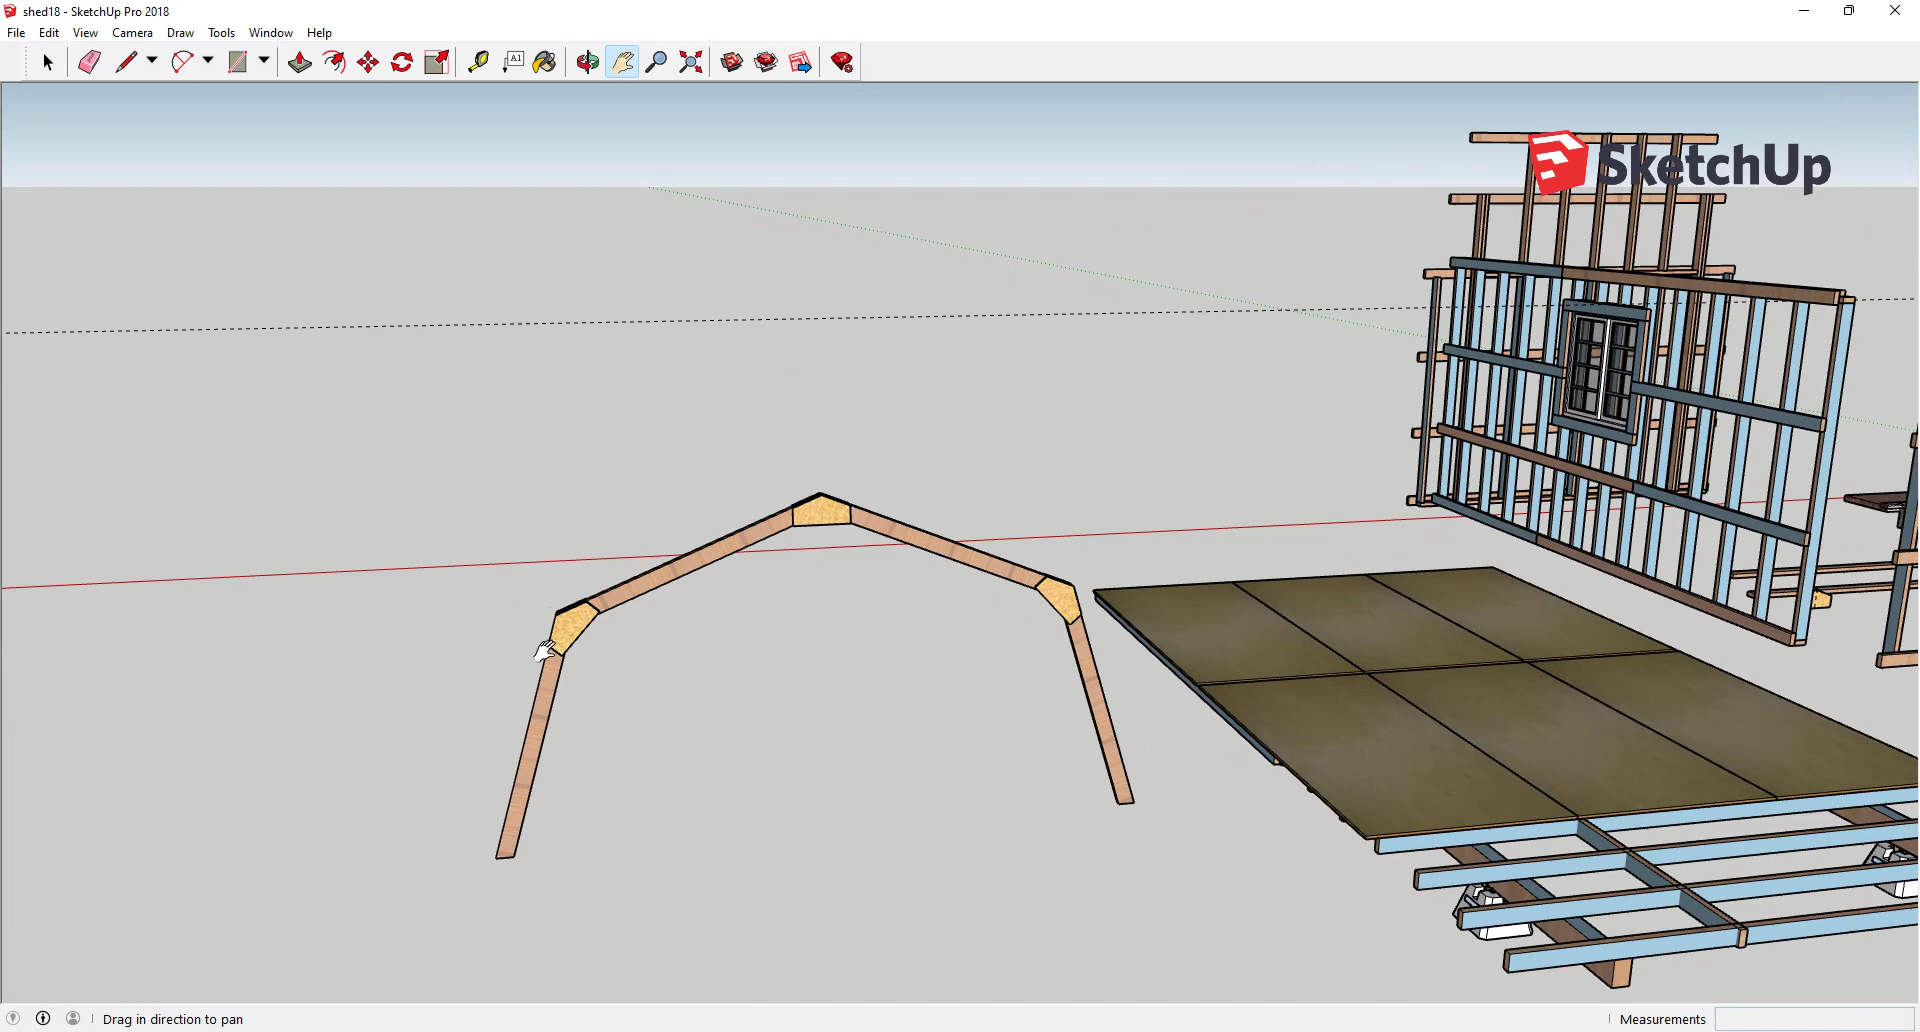 shed18 - SketchUp Pro 2018
File Edit View Camera Draw Tools Window Help
A1
SketchUp
Drag in direction to pan
Measurements